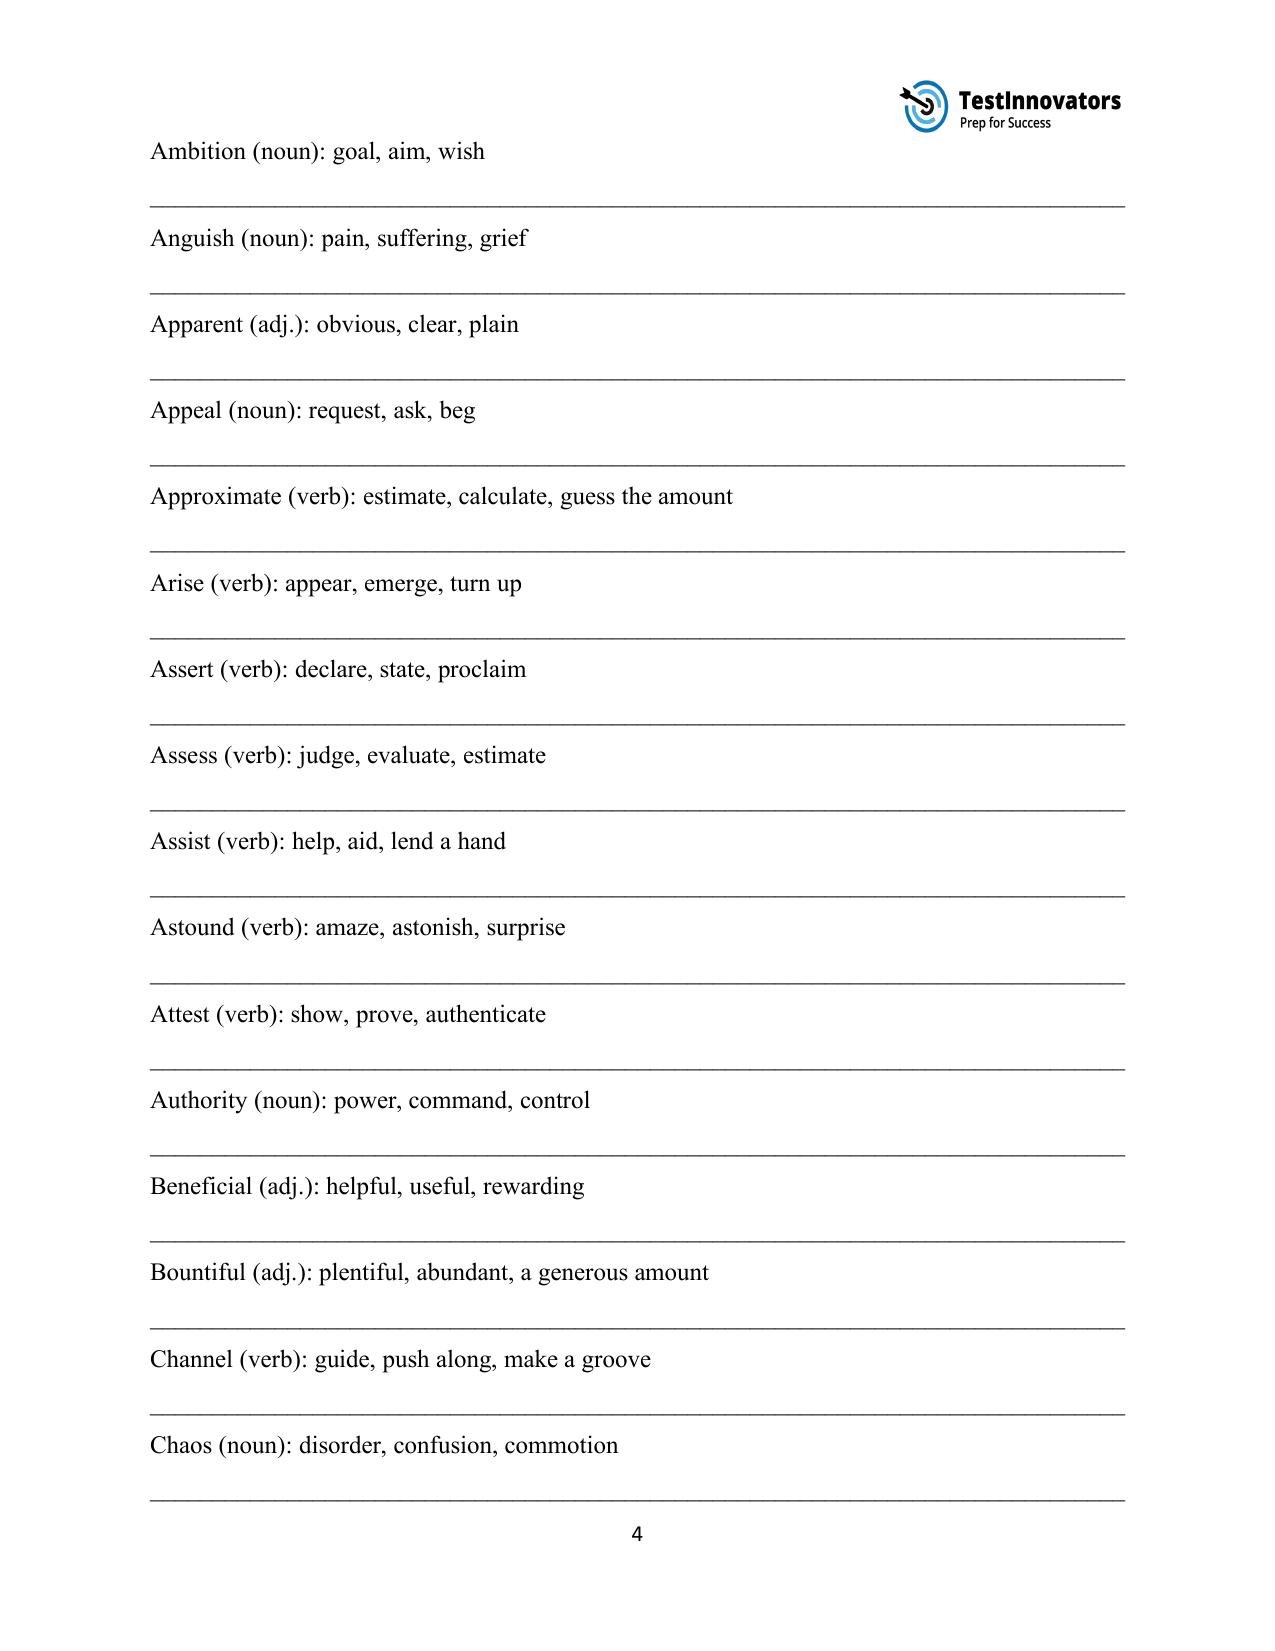 TestInnovators
Prep for Success
Ambition (noun): goal, aim, wish
Anguish (noun): pain, suffering, grief
Apparent (adj.): obvious, clear, plain
Appeal (noun): request, ask, beg
Approximate (verb): estimate, calculate, guess the amount
Arise (verb): appear, emerge, turn up
Assert (verb): declare, state, proclaim
Assess (verb): judge, evaluate, estimate
Assist (verb): help, aid, lend a hand
Astound (verb): amaze, astonish, surprise
Attest (verb): show, prove, authenticate
Authority (noun): power, command, control
Beneficial (adj.): helpful, useful, rewarding
Bountiful (adj.): plentiful, abundant, a generous amount
Channel (verb): guide, push along, make a groove
Chaos (noun): disorder, confusion, commotion
4